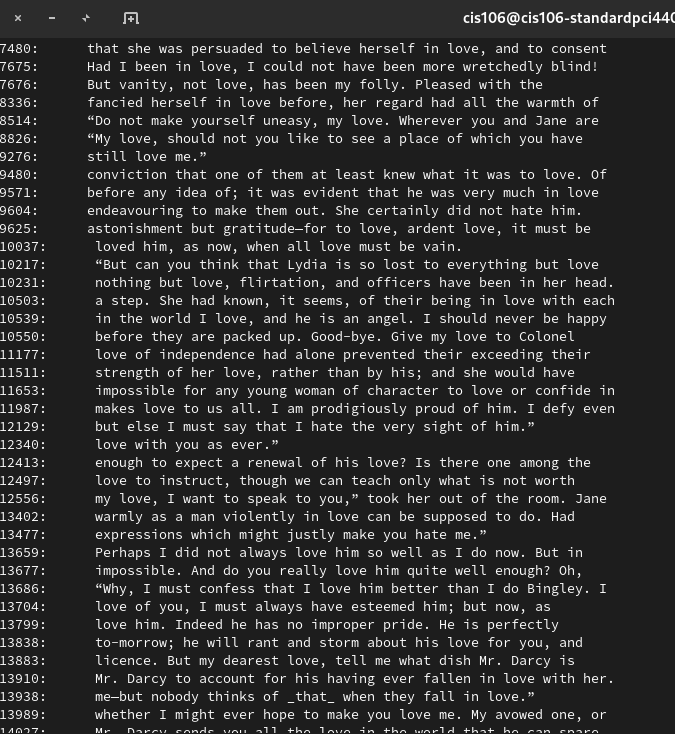 cis106@cis106-standardpci440
7480: that she was persuaded to believe herself in love, and to consent
7675: Had I been in love, I could not have been more wretchedly blind!
7676: But vanity, not love, has been my folly. Pleased with the
8336: fancied herself in love before, her regard had all the warmth of
8514: “Do not make yourself uneasy, my love. Wherever you and Jane are
8826: “My love, should not you like to see a place of which you have
9276: still love me.”
9480: conviction that one of them at least knew what it was to love. Of
9571: before any idea of; it was evident that he was very much in love
9604: endeavouring to make them out. She certainly did not hate him.
9625: astonishment but gratitude—for to love, ardent love, it must be
10037: loved him, as now, when all love must be vain.
10217: “But can you think that Lydia is so lost to everything but love
10231: nothing but love, flirtation, and officers have been in her head.
10503: a step. She had known, it seems, of their being in love with each
10539: in the world I love, and he is an angel. I should never be happy
10550: before they are packed up. Good-bye. Give my love to Colonel
11177: love of independence had alone prevented their exceeding their
11511: strength of her love, rather than by his; and she would have
11653: impossible for any young woman of character to love or confide in
11987: makes love to us all. I am prodigiously proud of him. I defy even
12129: but else I must say that I hate the very sight of him.”
12340: love with you as ever.”
12413: enough to expect a renewal of his love? Is there one among the
12497: love to instruct, though we can teach only what is not worth
12556: my love, I want to speak to you,” took her out of the room. Jane
13402: warmly as a man violently in love can be supposed to do. Had
13477: expressions which might justly make you hate me.”
13659: Perhaps I did not always love him so well as I do now. But in
13677: impossible. And do you really love him quite well enough? Oh,
13686: “Why, I must confess that I love him better than I do Bingley. I
13704: love of you, I must always have esteemed him; but now, as
13799: love him. Indeed he has no improper pride. He is perfectly
13838: to-morrow; he will rant and storm about his love for you, and
13883: licence. But my dearest love, tell me what dish Mr. Darcy is
13910: Mr. Darcy to account for his having ever fallen in love with her.
13938: me—but nobody thinks of _that_ when they fall in love.”
13989: whether I might ever hope to make you love me. My avowed one, or
14027: Mr. Darcy sends you all the love in the world that he can spare